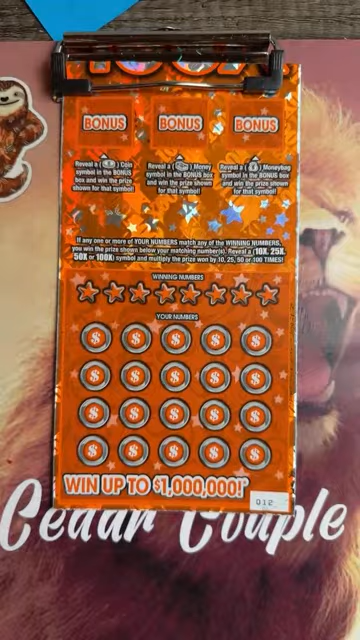 BONUS BONUS BONUS
Reveal a ( ) Coin
symbol in the BONUS
box and win the prize
shown for that symbol!
Reveal a ( ) Money
symbol in the BONUS
box and win the prize
shown for that symbol!
Reveal a ( ) Moneybag
symbol in the BONUS box
and win the prize shown
for that symbol!
If any one or more of YOUR NUMBERS match any of the WINNING NUMBERS,
you win the prize shown below your matching number(s). Reveal a (10X, 25X,
50X or 100X) symbol and multiply the prize won by 10, 25, 50 or 100 TIMES!
WINNING NUMBERS
YOUR NUMBERS
$ $ $ $ $
$ $ $ $ $
$ $ $ $ $
$ $ $ $ $
WIN UP TO $1,000,000!*
012
Cedar Couple